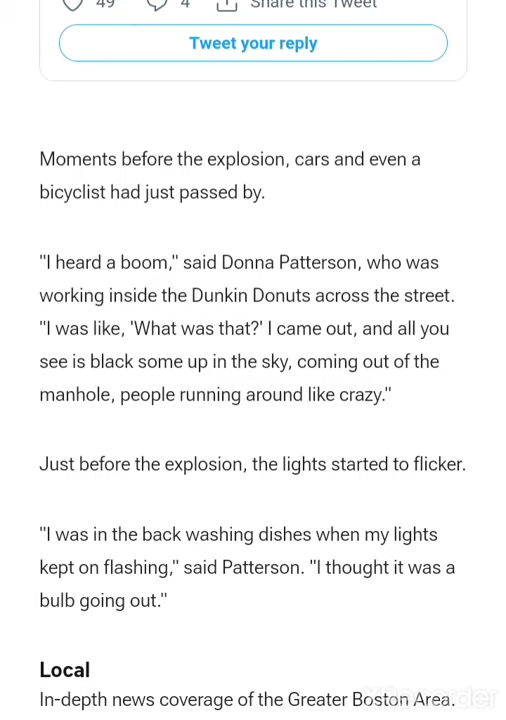 49 4 Share this Tweet
Tweet your reply
Moments before the explosion, cars and even a
bicyclist had just passed by.
"I heard a boom," said Donna Patterson, who was
working inside the Dunkin Donuts across the street.
"I was like, 'What was that?' I came out, and all you
see is black some up in the sky, coming out of the
manhole, people running around like crazy."
Just before the explosion, the lights started to flicker.
"I was in the back washing dishes when my lights
kept on flashing," said Patterson. "I thought it was a
bulb going out."
Local
In-depth news coverage of the Greater Boston Area.